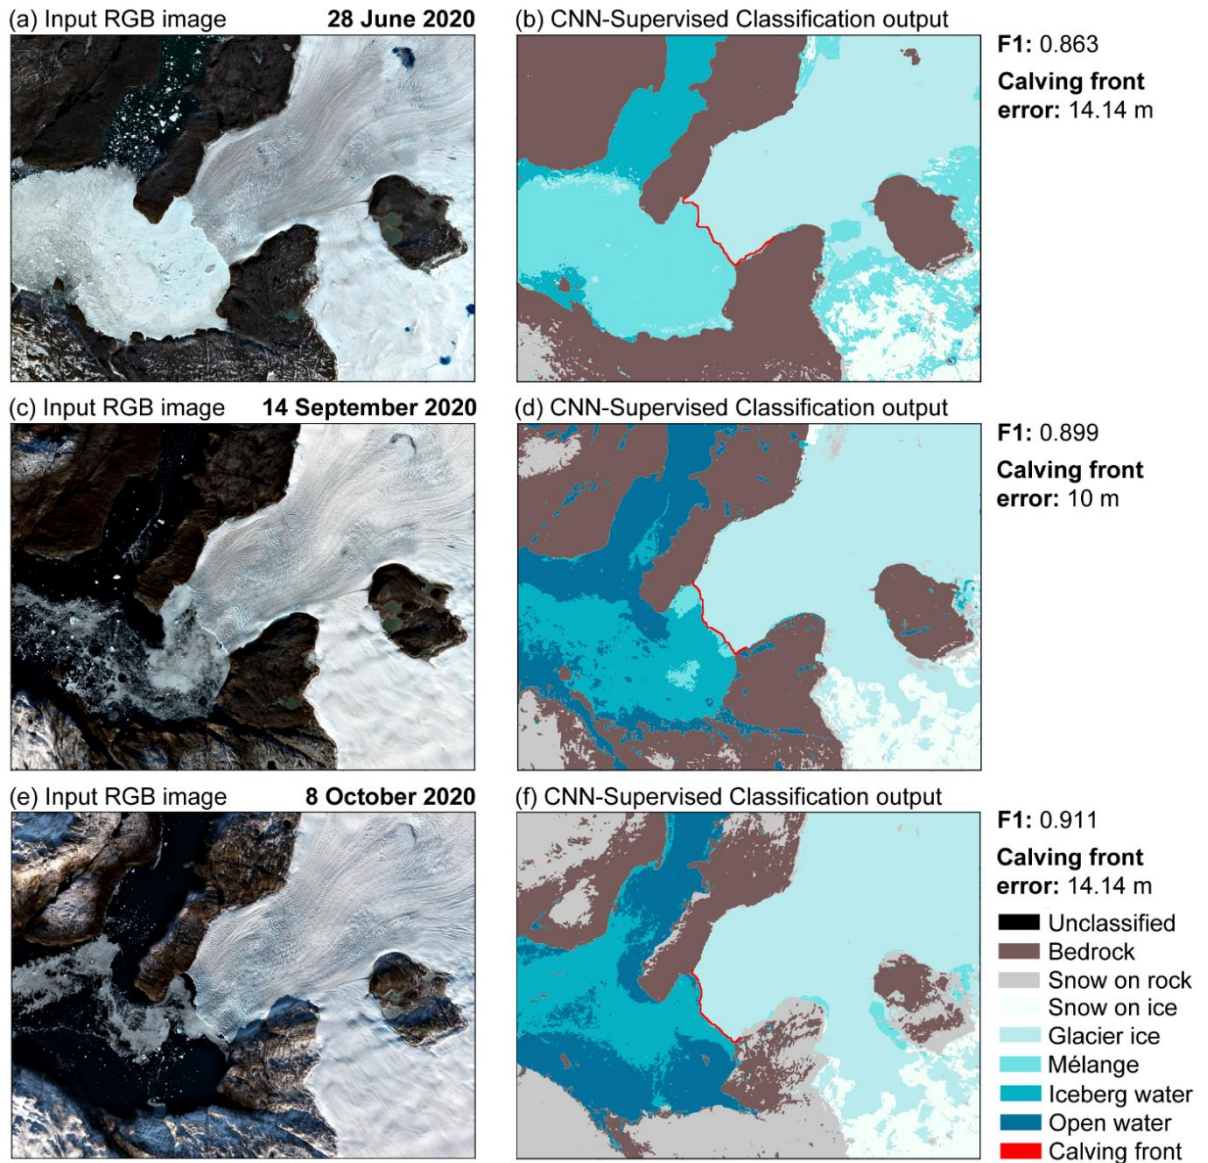 (a) Input RGB image 28 June 2020
(b) CNN-Supervised Classification output
F1: 0.863
Calving front
error: 14.14 m
(c) Input RGB image 14 September 2020
(d) CNN-Supervised Classification output
F1: 0.899
Calving front
error: 10 m
(e) Input RGB image 8 October 2020
(f) CNN-Supervised Classification output
F1: 0.911
Calving front
error: 14.14 m
Unclassified
Bedrock
Snow on rock
Snow on ice
Glacier ice
Mélange
Iceberg water
Open water
Calving front